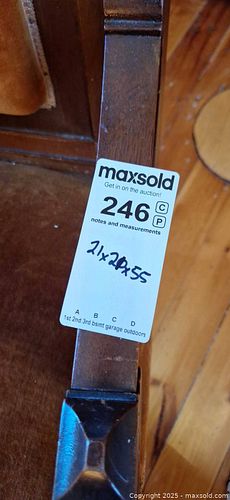 maxsold
Get in on the auction!
246 C
P
notes and measurements
21x20x55
A B C D
1st 2nd 3rd bsmt garage outdoors
Copyright © 2025 - maxsold.com